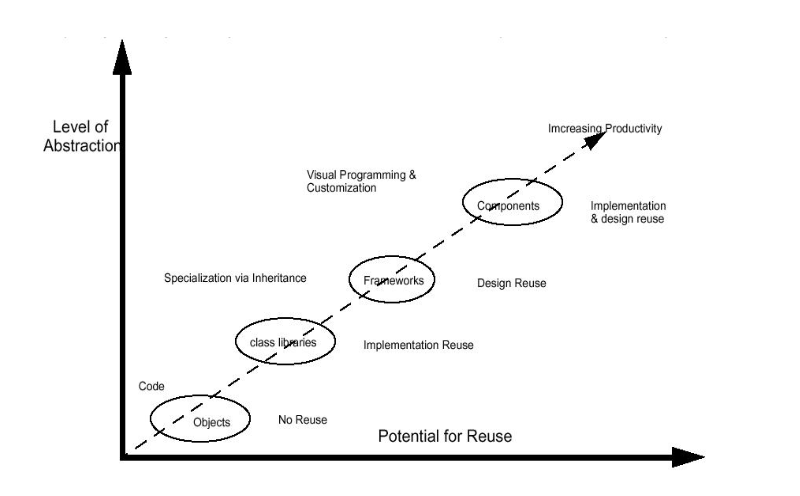 Level of
Abstraction
Imcreasing Productivity
Visual Programming &
Customization
Components
Implementation
& design reuse
Specialization via Inheritance
Frameworks
Design Reuse
class libraries
Implementation Reuse
Code
Objects
No Reuse
Potential for Reuse